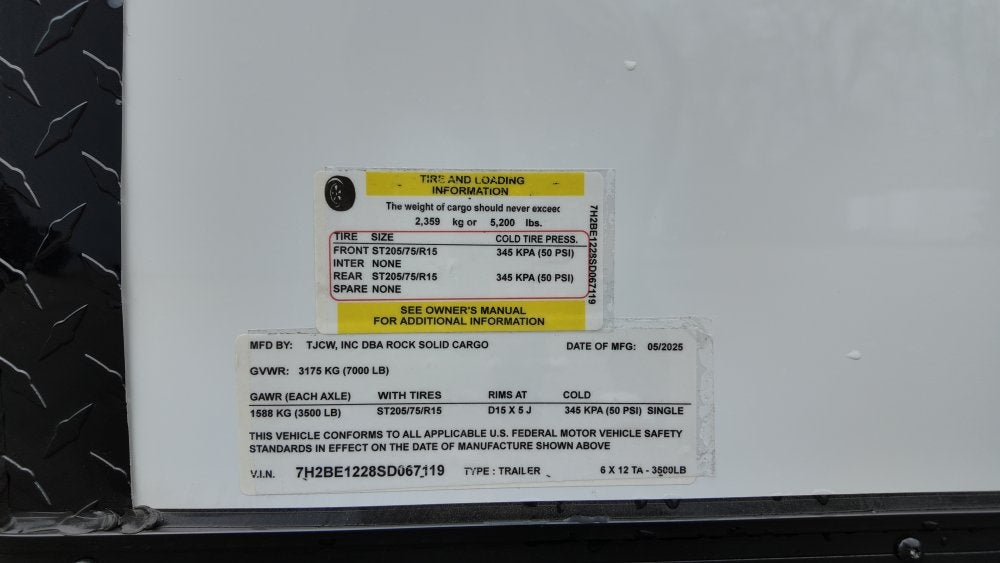 TIRE AND LOADING
INFORMATION
The weight of cargo should never exceed
2,359 kg or 5,200 lbs.
TIRE SIZE COLD TIRE PRESS.
FRONT ST205/75/R15 345 KPA (50 PSI)
INTER NONE
REAR ST205/75/R15 345 KPA (50 PSI)
SPARE NONE
SEE OWNER'S MANUAL
FOR ADDITIONAL INFORMATION
7H2BE1228SD067119
MFD BY: TJCW, INC DBA ROCK SOLID CARGO DATE OF MFG: 05/2025
GVWR: 3175 KG (7000 LB)
GAWR (EACH AXLE) WITH TIRES RIMS AT COLD
1588 KG (3500 LB) ST205/75/R15 D15 X 5 J 345 KPA (50 PSI) SINGLE
THIS VEHICLE CONFORMS TO ALL APPLICABLE U.S. FEDERAL MOTOR VEHICLE SAFETY
STANDARDS IN EFFECT ON THE DATE OF MANUFACTURE SHOWN ABOVE
V.I.N. 7H2BE1228SD067119 TYPE : TRAILER 6 X 12 TA - 3500LB